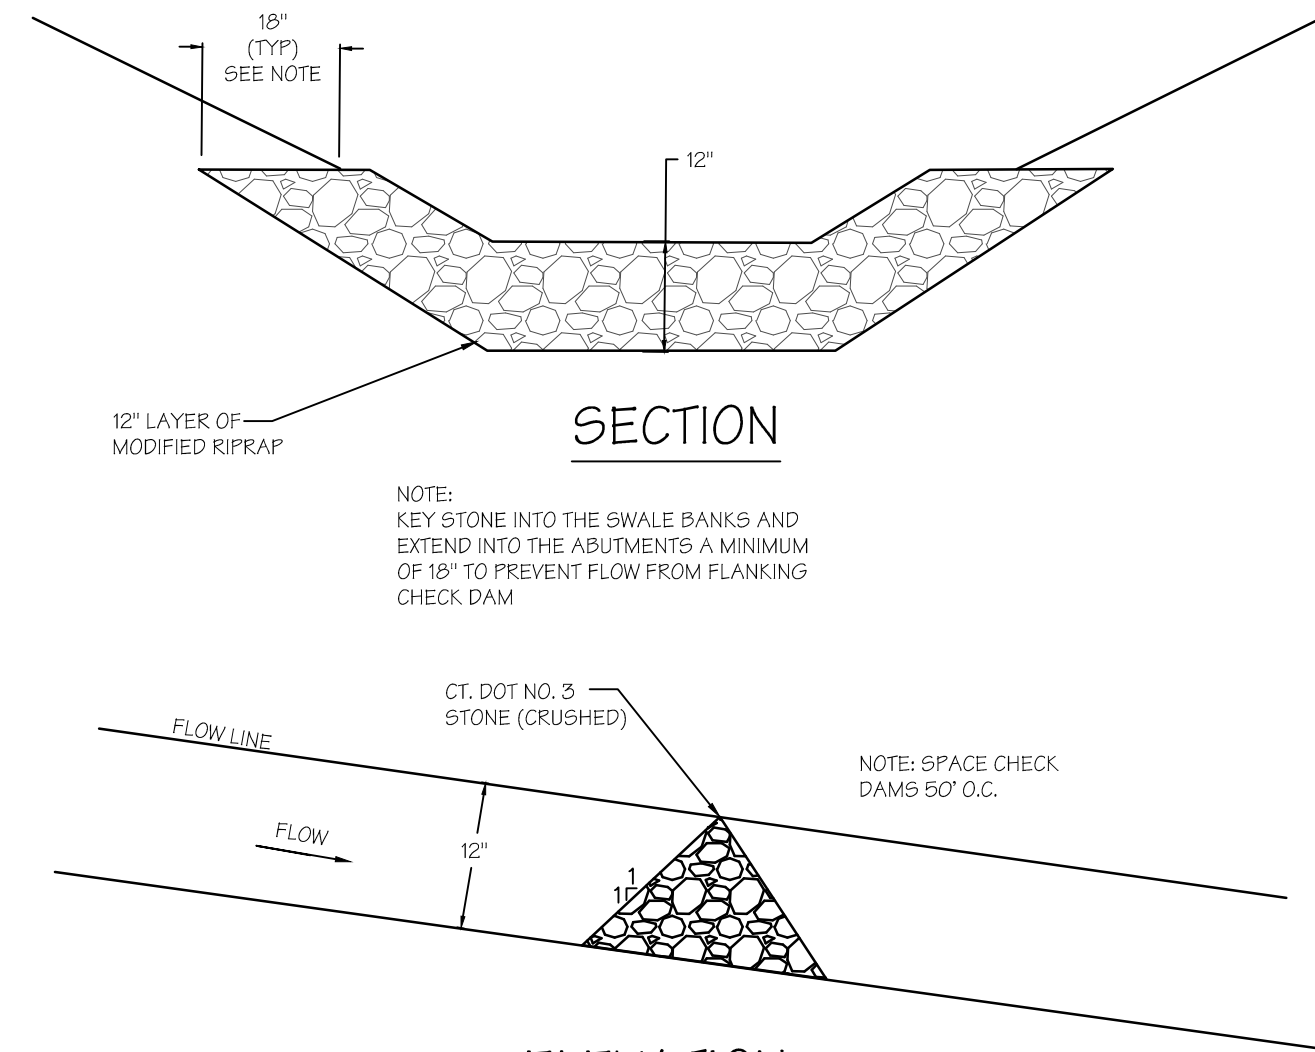 18"
(TYP)
SEE NOTE
12"
12" LAYER OF
MODIFIED RIPRAP
SECTION
NOTE:
KEY STONE INTO THE SWALE BANKS AND
EXTEND INTO THE ABUTMENTS A MINIMUM
OF 18" TO PREVENT FLOW FROM FLANKING
CHECK DAM
CT. DOT NO. 3
STONE (CRUSHED)
FLOW LINE
NOTE: SPACE CHECK
DAMS 50' O.C.
FLOW
12"
1
1